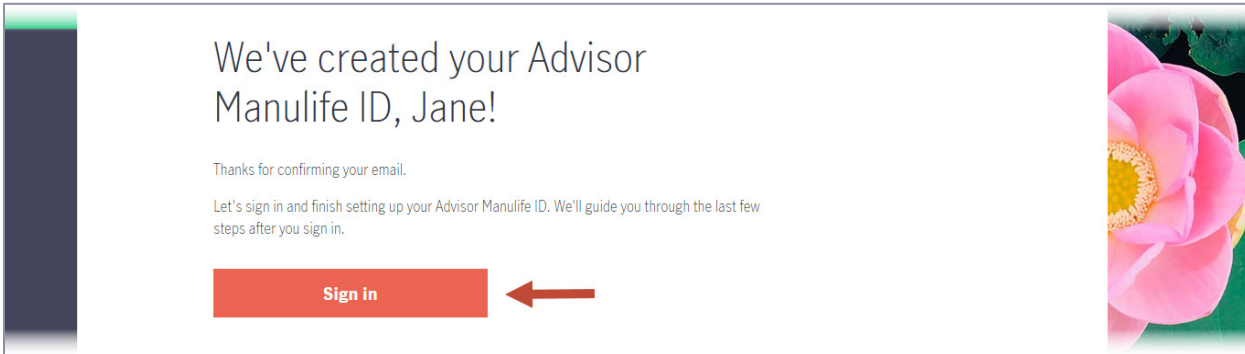 We've created your Advisor
Manulife ID, Jane!
Thanks for confirming your email.
Let's sign in and finish setting up your Advisor Manulife ID. We'll guide you through the last few
steps after you sign in.
Sign in